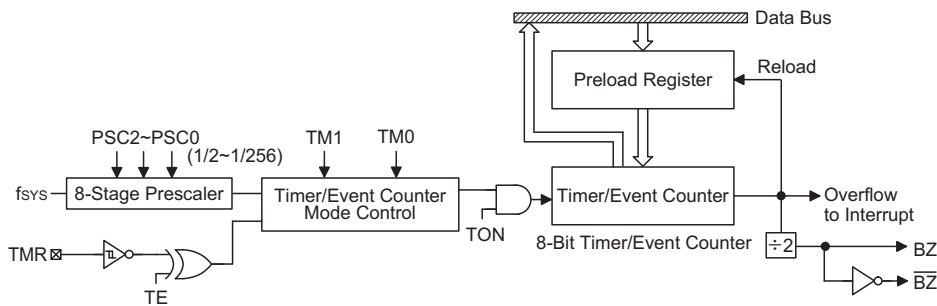 Data Bus
Preload Register
Reload
PSC2~PSC0
(1/2~1/256)
TM1
TM0
fSYS
8-Stage Prescaler
Timer/Event Counter
Mode Control
TON
Timer/Event Counter
8-Bit Timer/Event Counter
Overflow
to Interrupt
÷2
BZ
B̅Z̅
TMR
TE